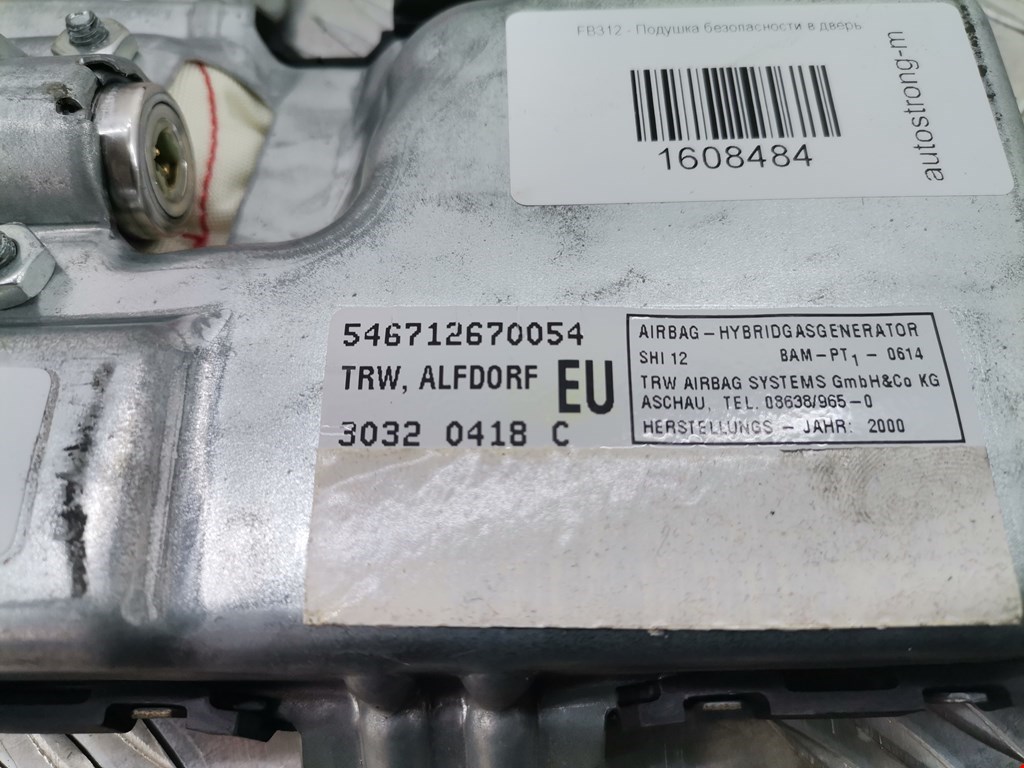 FB312 - Подушка безопасности в дверь
1608484
autostrong-m
546712670054
TRW, ALFDORF EU
3032 0418 C
AIRBAG - HYBRIDGASGENERATOR
SHI 12 BAM-PT1 - 0614
TRW AIRBAG SYSTEMS GmbH&Co KG
ASCHAU, TEL. 08638/965-0
HERSTELLUNGS - JAHR: 2000